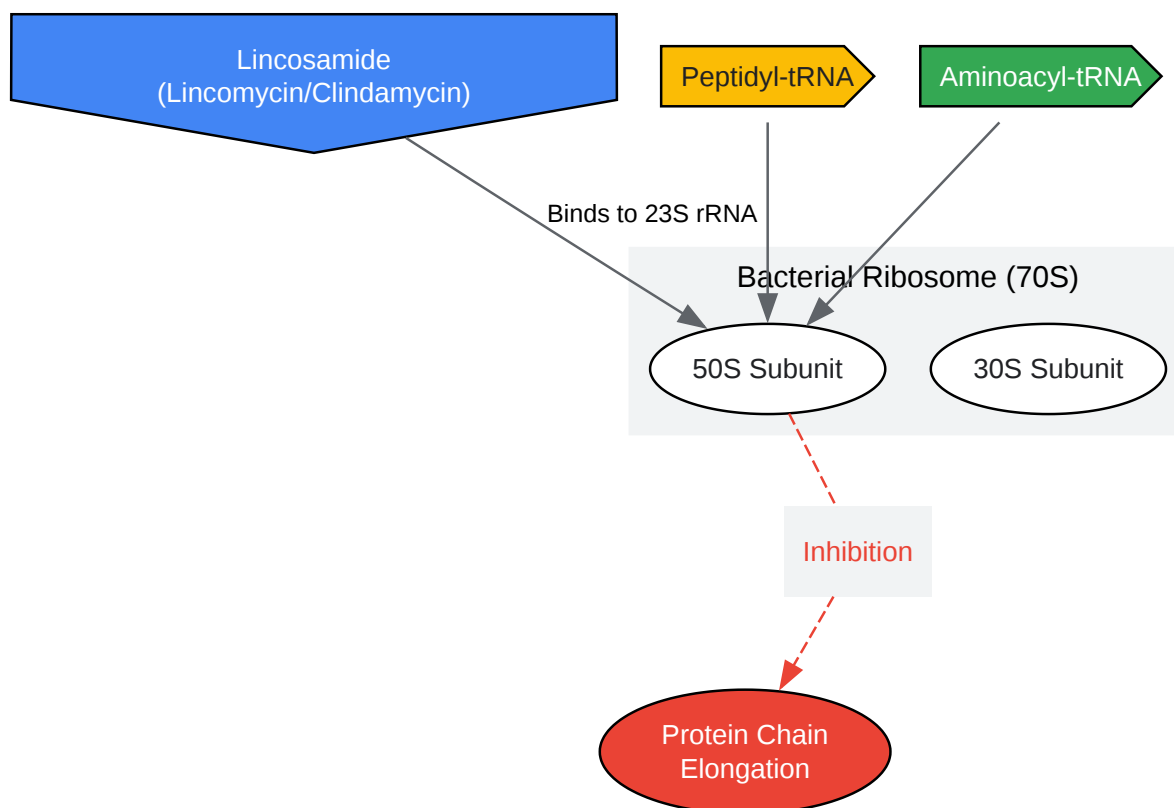 Lincosamide
(Lincomycin/Clindamycin)
Peptidyl-tRNA
Aminoacyl-tRNA
Binds to 23S rRNA
Bacterial Ribosome (70S)
50S Subunit
30S Subunit
Inhibition
Protein Chain
Elongation